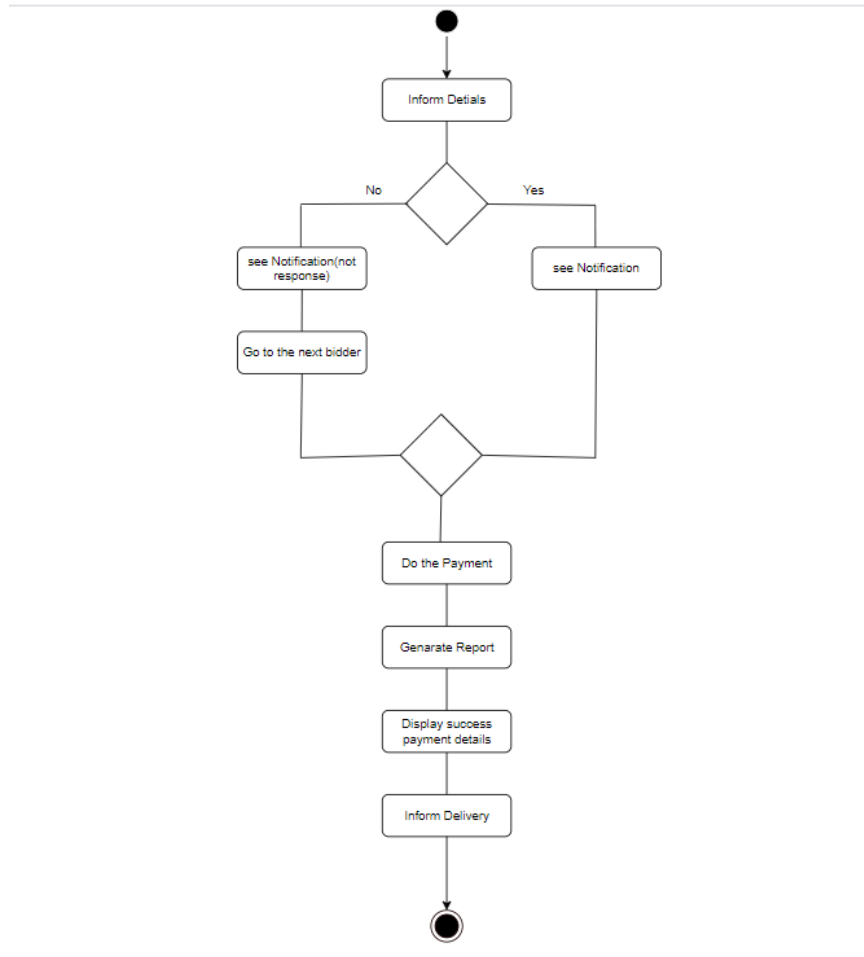 Inform Detials
No
Yes
see Notification(not
response)
see Notification
Go to the next bidder
Do the Payment
Genarate Report
Display success
payment details
Inform Delivery